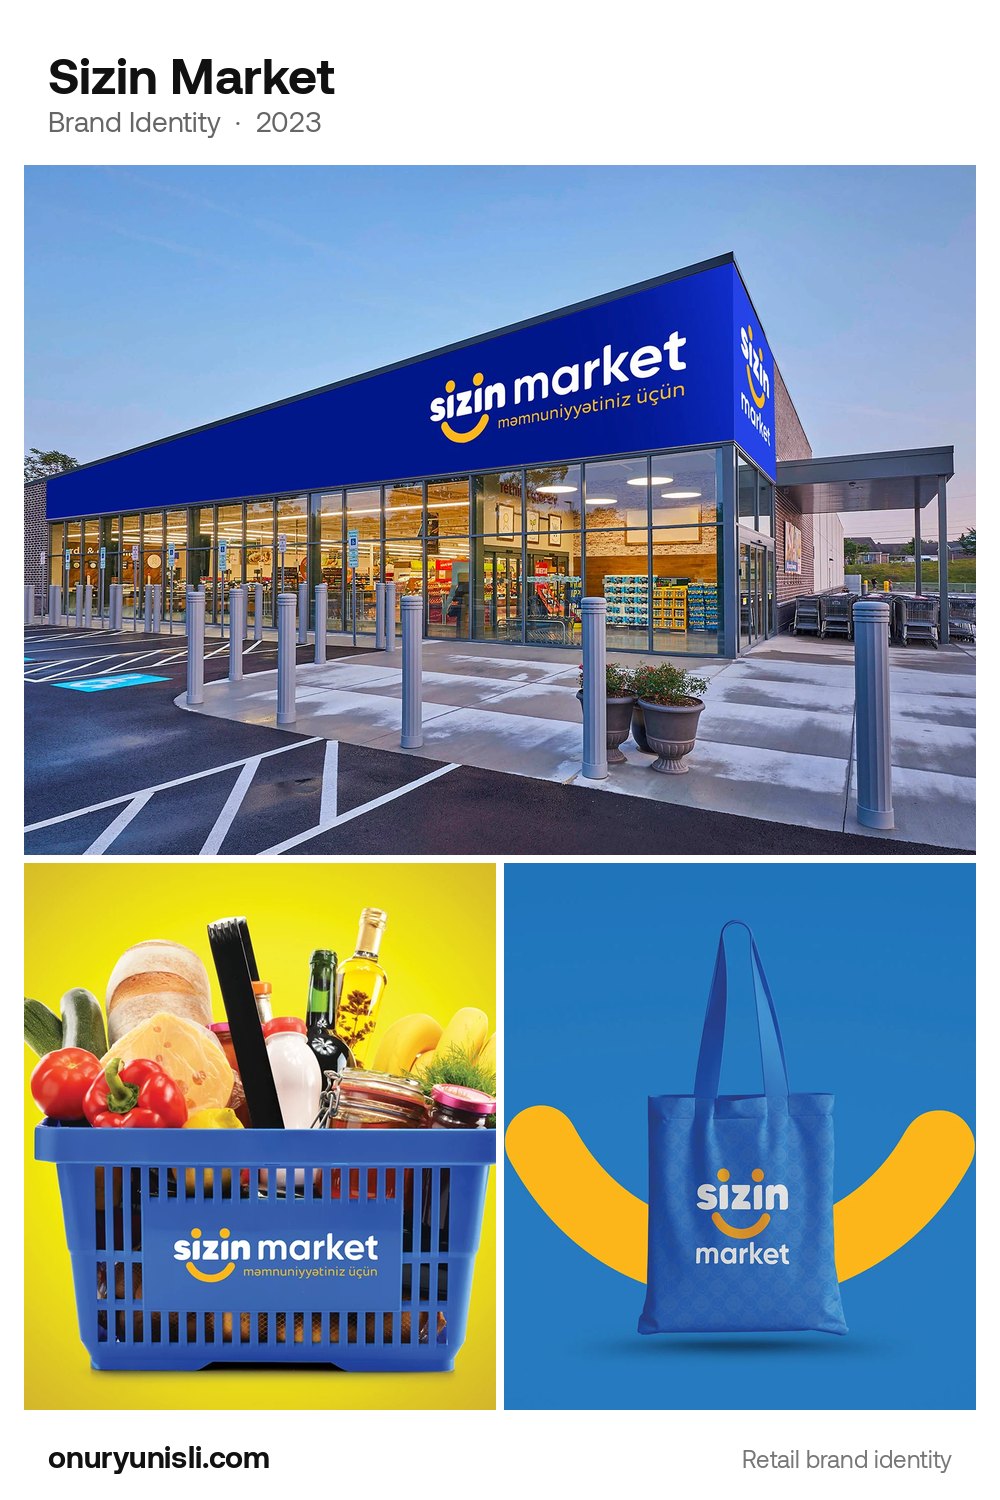 Sizin Market
Brand Identity · 2023
sizin market
məmnuniyyətiniz üçün
sizin
market
sizin market
məmnuniyyətiniz üçün
sizin
market
onuryunisli.com
Retail brand identity